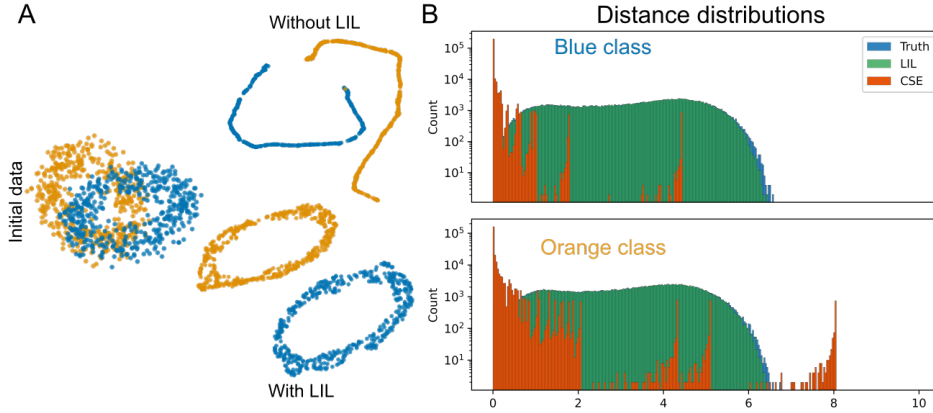 A
Without LIL
Initial data
With LIL
B
Distance distributions
Blue class
Truth
LIL
CSE
Count
10⁵
10⁴
10³
10²
10¹
Orange class
Count
10⁵
10⁴
10³
10²
10¹
0 2 4 6 8 10